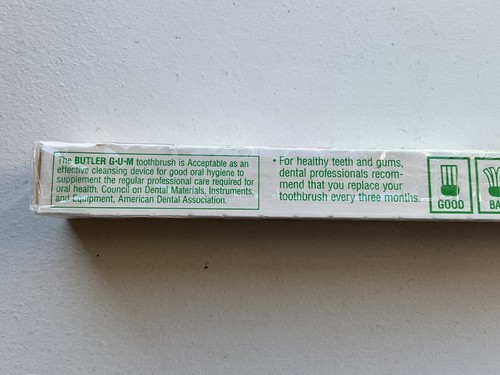 The BUTLER G-U-M toothbrush is Acceptable as an
effective cleansing device for good oral hygiene to
supplement the regular professional care required for
oral health. Council on Dental Materials, Instruments,
and Equipment, American Dental Association.
• For healthy teeth and gums,
dental professionals recom-
mend that you replace your
toothbrush every three months.
GOOD